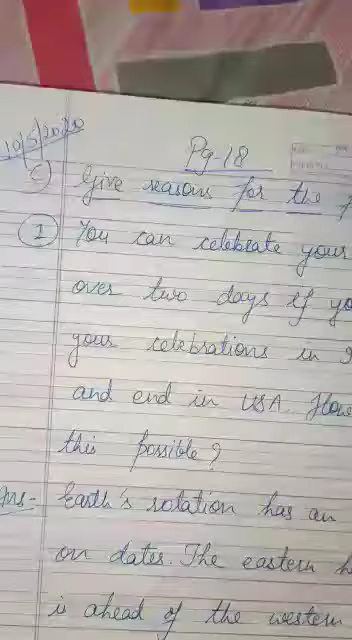 10/5/2020
Pg-18
C) Give reasons for the
1 You can celebrate your
over two days if
your celebrations in
and end in USA. How
this possible?
Ans- Earth's rotation has an
on dates. The eastern
is ahead of the western